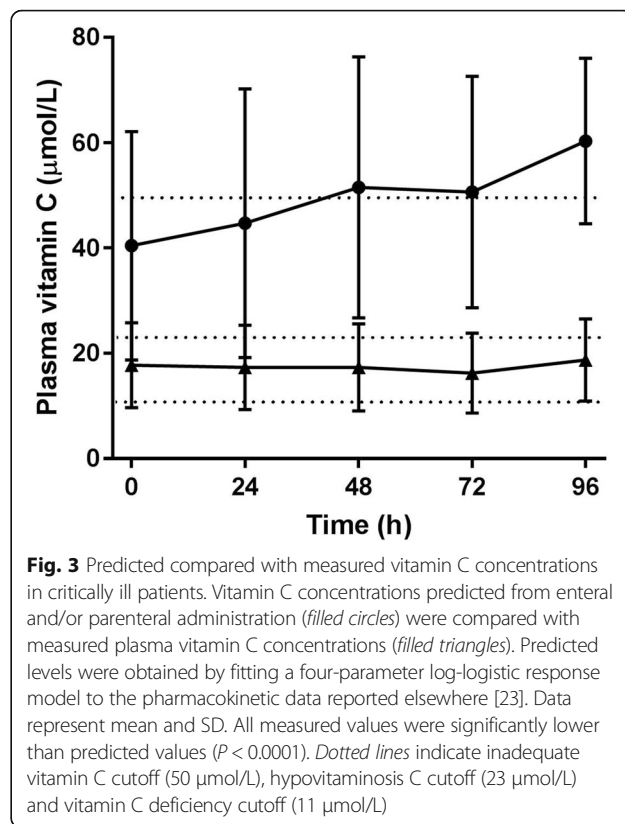 80
60
40
20
0
Plasma vitamin C (μmol/L)
0 24 48 72 96
Time (h)
Fig. 3 Predicted compared with measured vitamin C concentrations
in critically ill patients. Vitamin C concentrations predicted from enteral
and/or parenteral administration (filled circles) were compared with
measured plasma vitamin C concentrations (filled triangles). Predicted
levels were obtained by fitting a four-parameter log-logistic response
model to the pharmacokinetic data reported elsewhere [23]. Data
represent mean and SD. All measured values were significantly lower
than predicted values (P < 0.0001). Dotted lines indicate inadequate
vitamin C cutoff (50 μmol/L), hypovitaminosis C cutoff (23 μmol/L)
and vitamin C deficiency cutoff (11 μmol/L)